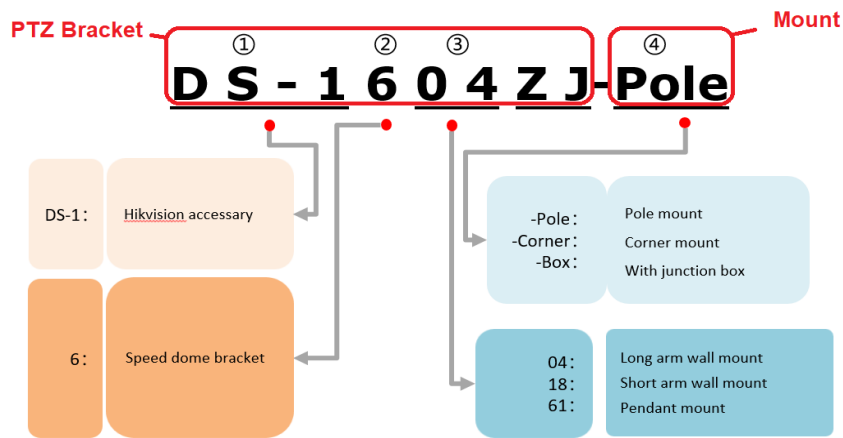 PTZ Bracket
Mount
① ② ③ ④
DS-1604ZJ-Pole
DS-1: Hikvision accessary
6: Speed dome bracket
-Pole: Pole mount
-Corner: Corner mount
-Box: With junction box
04: Long arm wall mount
18: Short arm wall mount
61: Pendant mount